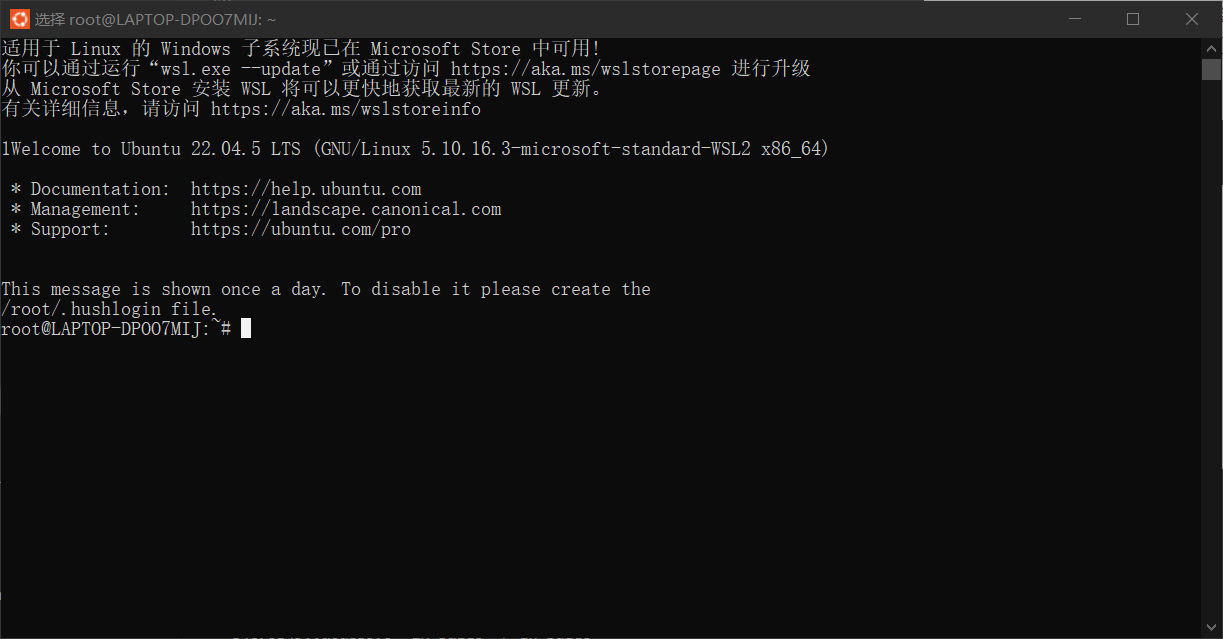 选择 root@LAPTOP-DPOO7MIJ: ~
适用于 Linux 的 Windows 子系统现已在 Microsoft Store 中可用!
你可以通过运行“wsl.exe --update”或通过访问 https://aka.ms/wslstorepage 进行升级
从 Microsoft Store 安装 WSL 将可以更快地获取最新的 WSL 更新。
有关详细信息，请访问 https://aka.ms/wslstoreinfo
1Welcome to Ubuntu 22.04.5 LTS (GNU/Linux 5.10.16.3-microsoft-standard-WSL2 x86_64)
* Documentation:  https://help.ubuntu.com
* Management:     https://landscape.canonical.com
* Support:        https://ubuntu.com/pro
This message is shown once a day. To disable it please create the
/root/.hushlogin file.
root@LAPTOP-DPOO7MIJ:~#